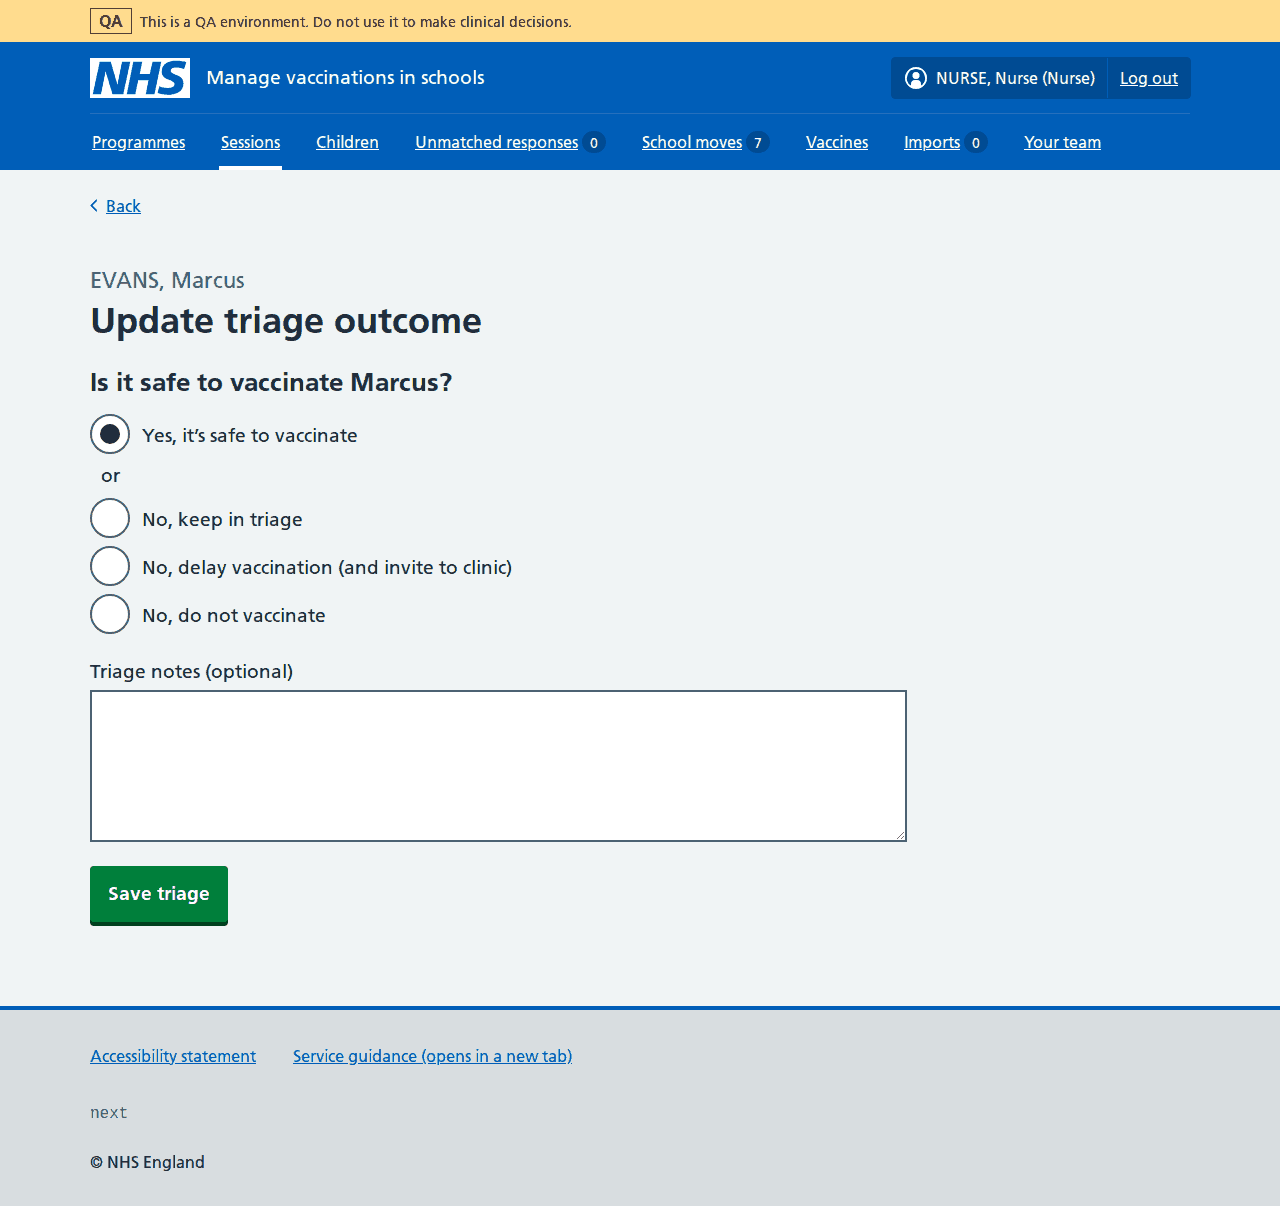 QA This is a QA environment. Do not use it to make clinical decisions.
NHS Manage vaccinations in schools NURSE, Nurse (Nurse) Log out
Programmes Sessions Children Unmatched responses 0 School moves 7 Vaccines Imports 0 Your team
Back
EVANS, Marcus
Update triage outcome
Is it safe to vaccinate Marcus?
Yes, it’s safe to vaccinate
or
No, keep in triage
No, delay vaccination (and invite to clinic)
No, do not vaccinate
Triage notes (optional)
Save triage
Accessibility statement Service guidance (opens in a new tab)
next
© NHS England